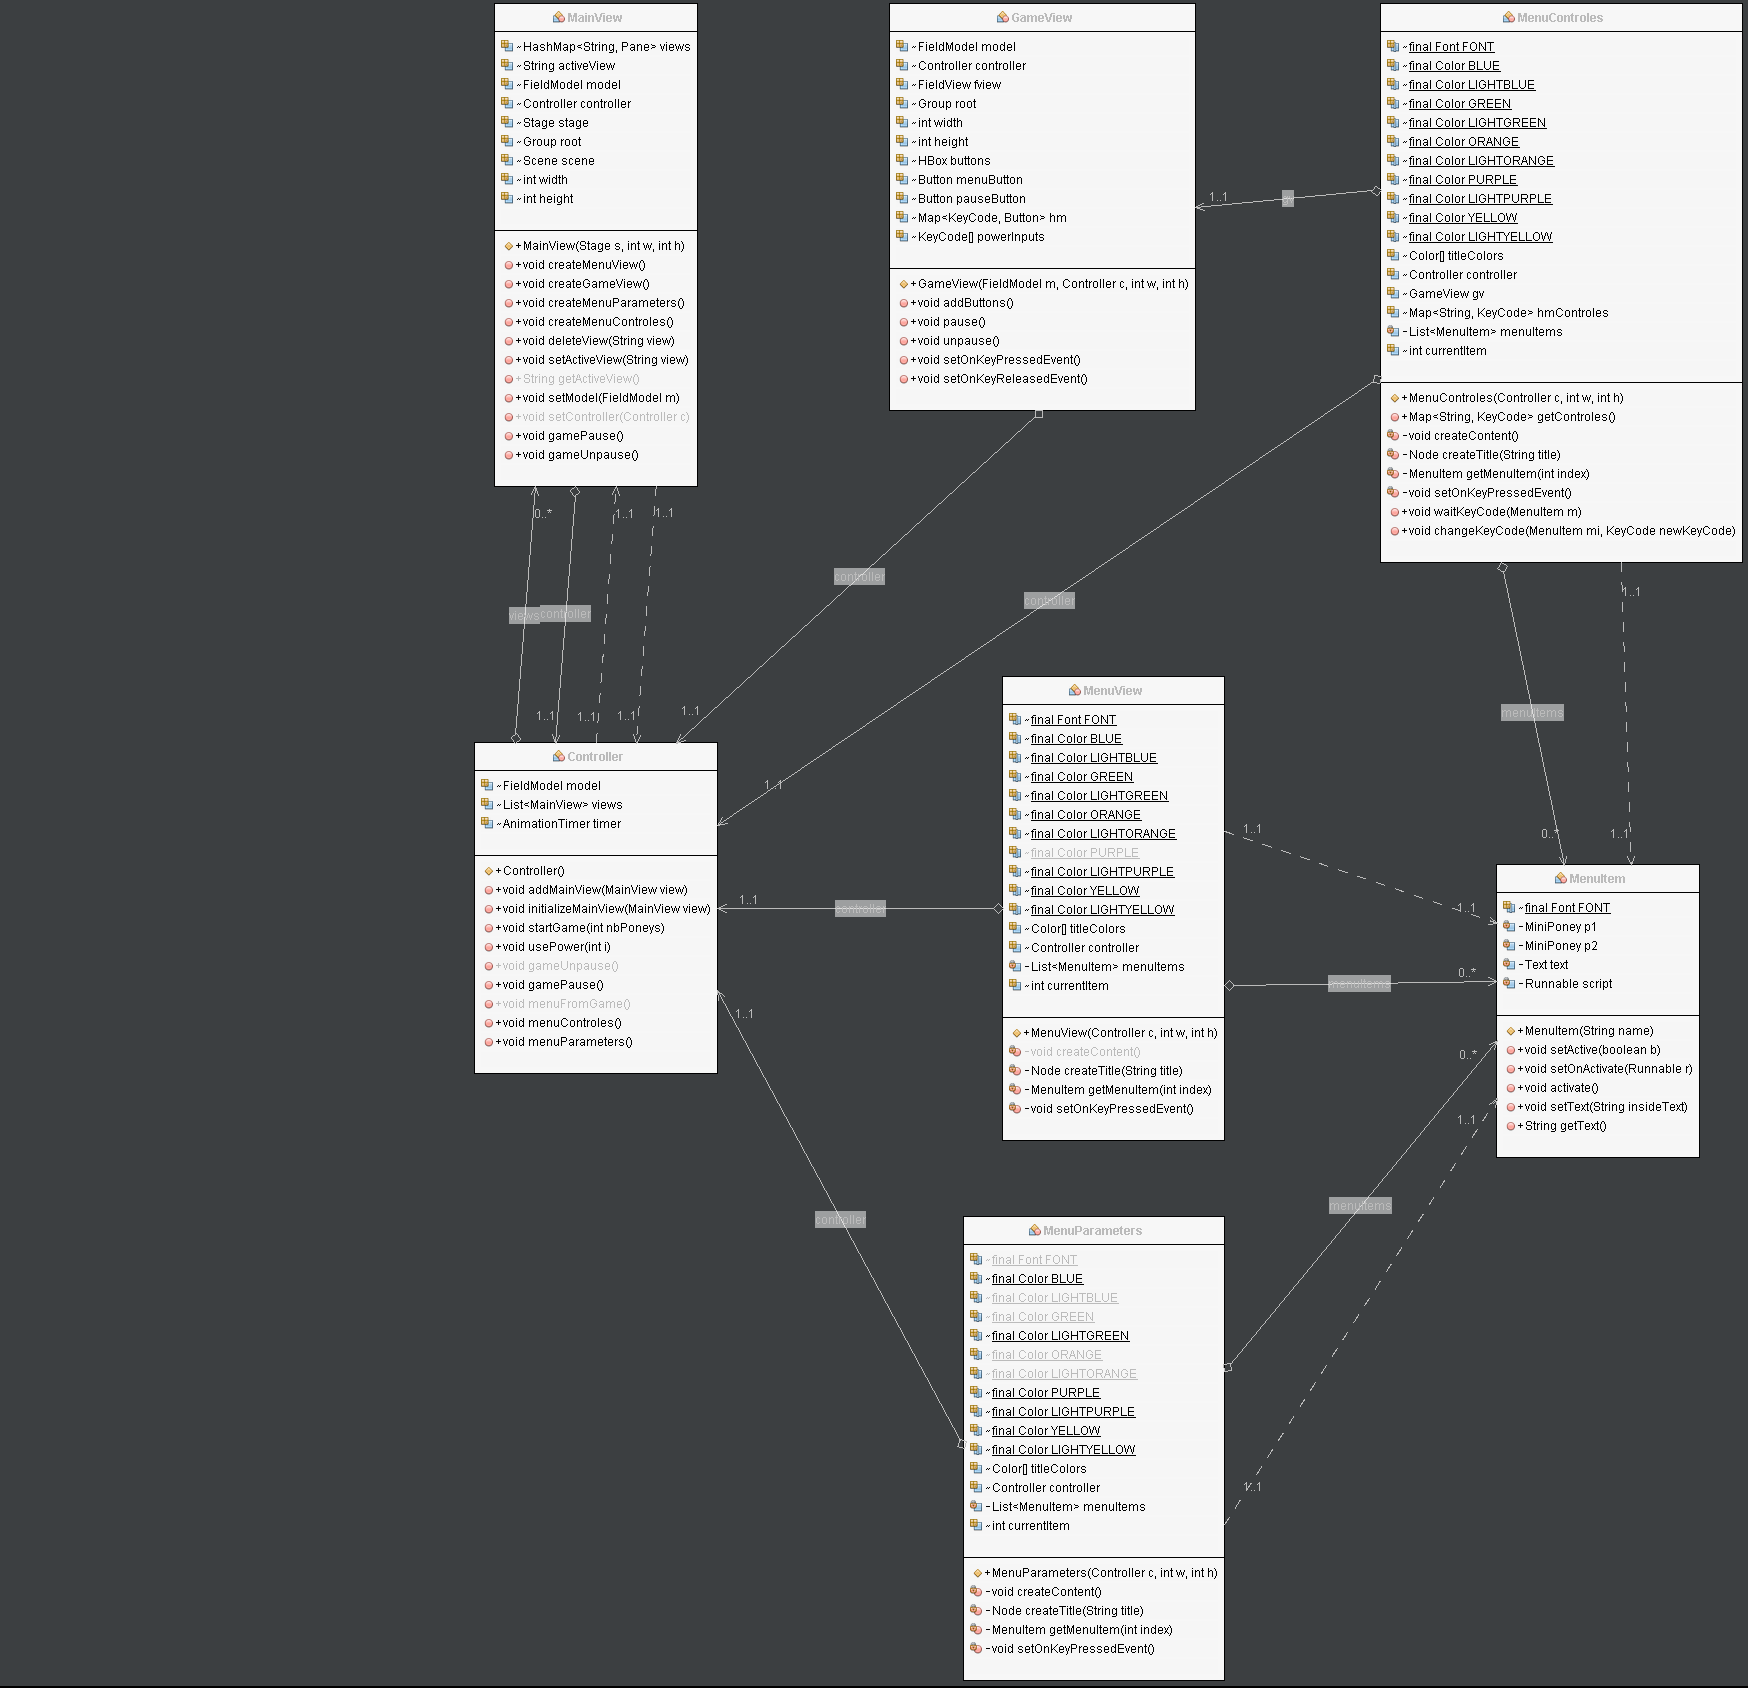 MainView
~HashMap<String, Pane> views
~String activeView
~FieldModel model
~Controller controller
~Stage stage
~Group root
~Scene scene
~int width
~int height
+MainView(Stage s, int w, int h)
+void createMenuView()
+void createGameView()
+void createMenuParameters()
+void createMenuControles()
+void deleteView(String view)
+void setActiveView(String view)
+String getActiveView()
+void setModel(FieldModel m)
+void setController(Controller c)
+void gamePause()
+void gameUnpause()
GameView
~FieldModel model
~Controller controller
~FieldView fview
~Group root
~int width
~int height
~HBox buttons
~Button menuButton
~Button pauseButton
~Map<KeyCode, Button> hm
~KeyCode[] powerInputs
+GameView(FieldModel m, Controller c, int w, int h)
+void addButtons()
+void pause()
+void unpause()
+void setOnKeyPressedEvent()
+void setOnKeyReleasedEvent()
MenuControles
~final Font FONT
~final Color BLUE
~final Color LIGHTBLUE
~final Color GREEN
~final Color LIGHTGREEN
~final Color ORANGE
~final Color LIGHTORANGE
~final Color PURPLE
~final Color LIGHTPURPLE
~final Color YELLOW
~final Color LIGHTYELLOW
~Color[] titleColors
~Controller controller
~GameView gv
~Map<String, KeyCode> hmControles
-List<MenuItem> menuItems
~int currentItem
+MenuControles(Controller c, int w, int h)
+Map<String, KeyCode> getControles()
-void createContent()
-Node createTitle(String title)
-MenuItem getMenuItem(int index)
-void setOnKeyPressedEvent()
+void waitKeyCode(MenuItem m)
+void changeKeyCode(MenuItem mi, KeyCode newKeyCode)
1..1
0..*
1..1
1..1
views
controller
1..1
1..1
1..1
controller
1..1
controller
1..1
1..1
menuItems
0..*
1..1
Controller
~FieldModel model
~List<MainView> views
~AnimationTimer timer
+Controller()
+void addMainView(MainView view)
+void initializeMainView(MainView view)
+void startGame(int nbPoneys)
+void usePower(int i)
+void gameUnpause()
+void gamePause()
+void menuFromGame()
+void menuControles()
+void menuParameters()
1..1
controller
1..1
controller
MenuView
~final Font FONT
~final Color BLUE
~final Color LIGHTBLUE
~final Color GREEN
~final Color LIGHTGREEN
~final Color ORANGE
~final Color LIGHTORANGE
~final Color PURPLE
~final Color LIGHTPURPLE
~final Color YELLOW
~final Color LIGHTYELLOW
~Color[] titleColors
~Controller controller
-List<MenuItem> menuItems
~int currentItem
+MenuView(Controller c, int w, int h)
-void createContent()
-Node createTitle(String title)
-MenuItem getMenuItem(int index)
-void setOnKeyPressedEvent()
1..1
1..1
menuItems
0..*
0..*
1..1
menuItems
1..1
MenuItem
~final Font FONT
-MiniPoney p1
-MiniPoney p2
-Text text
-Runnable script
+MenuItem(String name)
+void setActive(boolean b)
+void setOnActivate(Runnable r)
+void activate()
+void setText(String insideText)
+String getText()
MenuParameters
~final Font FONT
~final Color BLUE
~final Color LIGHTBLUE
~final Color GREEN
~final Color LIGHTGREEN
~final Color ORANGE
~final Color LIGHTORANGE
~final Color PURPLE
~final Color LIGHTPURPLE
~final Color YELLOW
~final Color LIGHTYELLOW
~Color[] titleColors
~Controller controller
-List<MenuItem> menuItems
~int currentItem
+MenuParameters(Controller c, int w, int h)
-void createContent()
-Node createTitle(String title)
-MenuItem getMenuItem(int index)
-void setOnKeyPressedEvent()